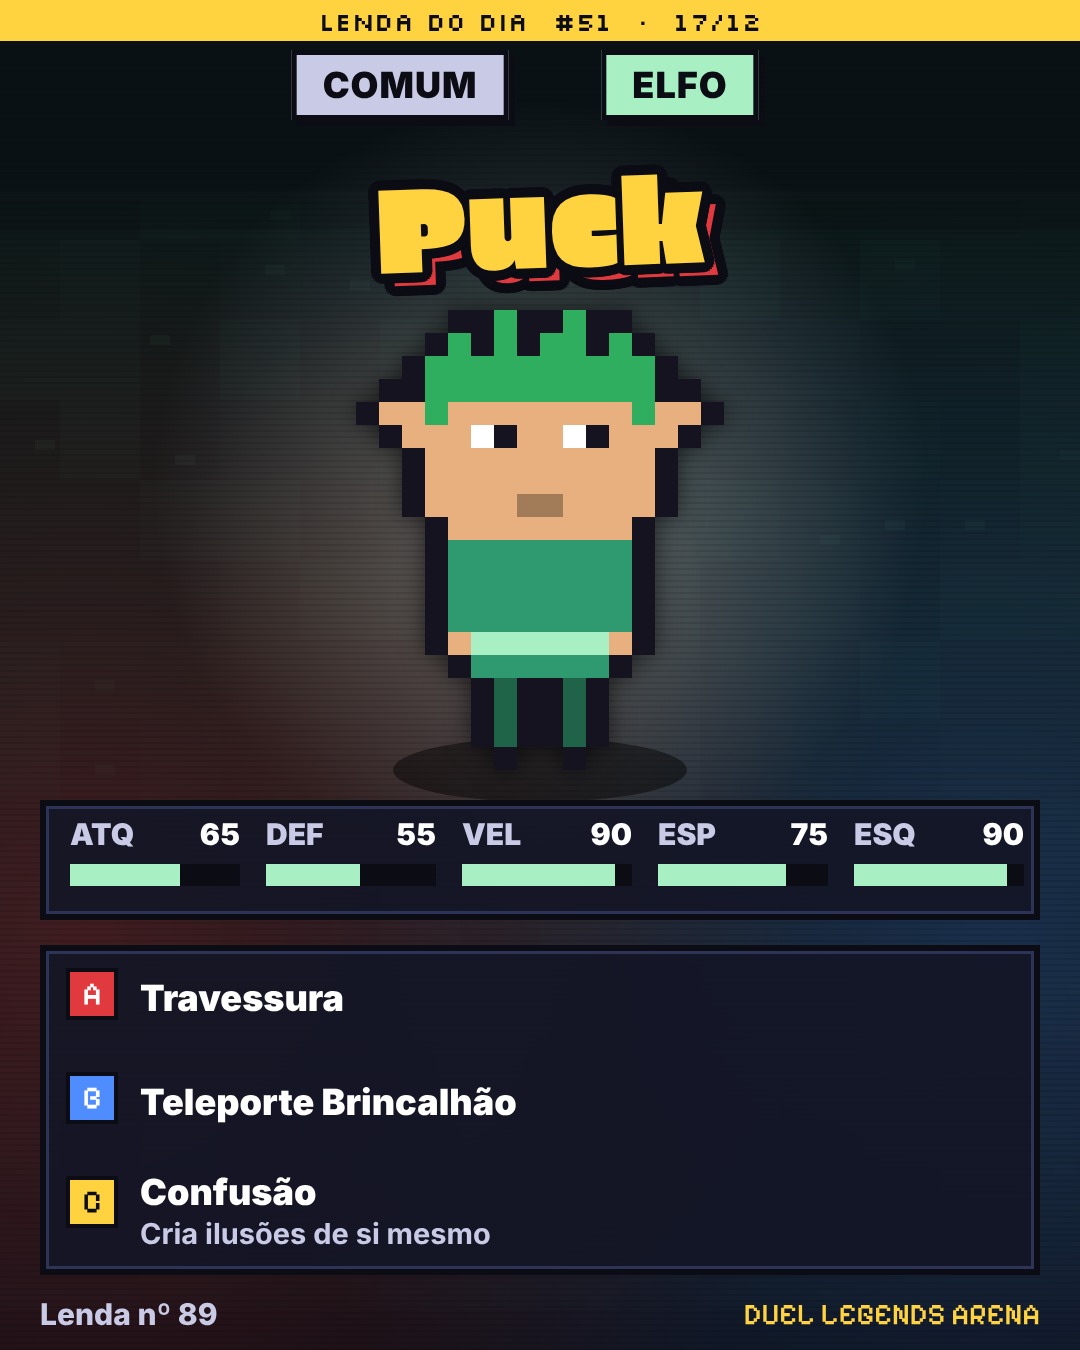 LENDA DO DIA #51 · 17/12
COMUM ELFO
Puck
ATQ 65 DEF 55 VEL 90 ESP 75 ESQ 90
A Travessura
B Teleporte Brincalhão
C Confusão
Cria ilusões de si mesmo
Lenda nº 89
DUEL LEGENDS ARENA